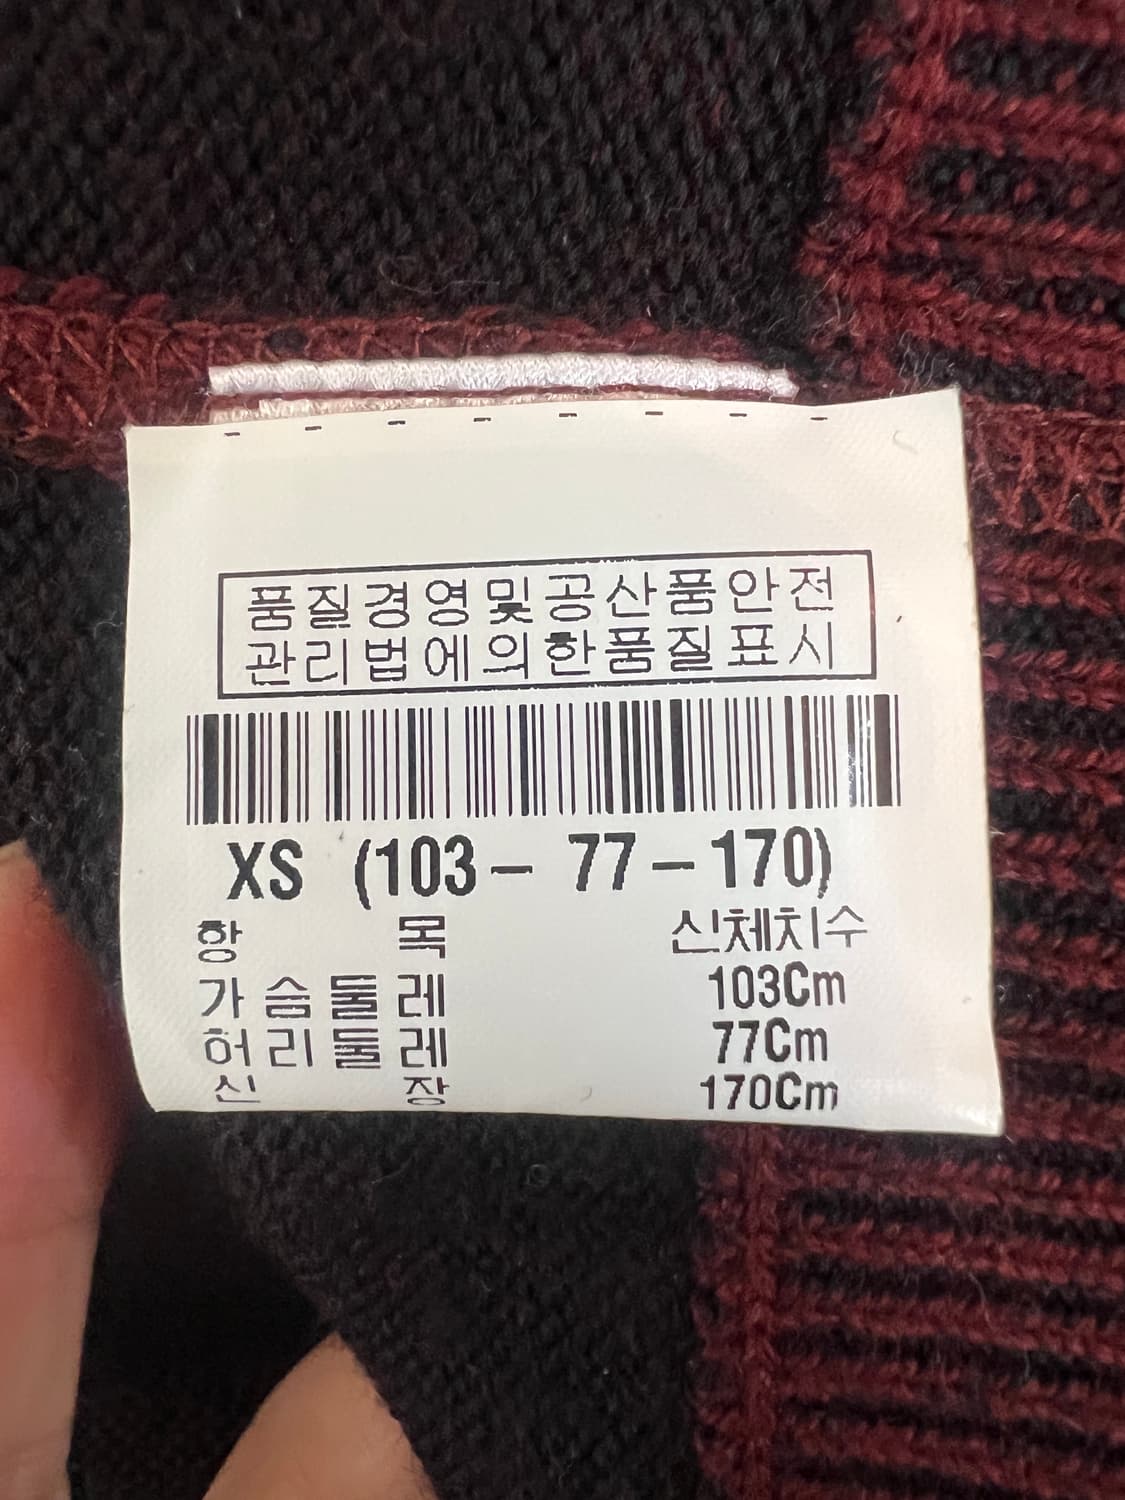 품질경영및공산품안전
관리법에의한품질표시
XS (103 - 77 - 170)
항 목 신체치수
가슴둘레 103Cm
허리둘레 77Cm
신 장 170Cm